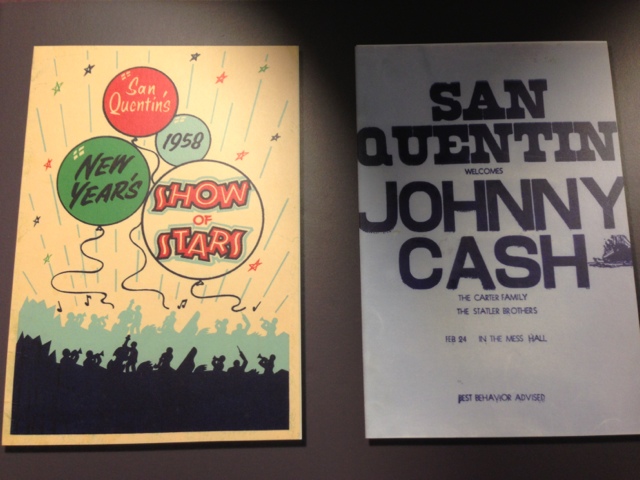 San
Quentin's
1958
NEW
YEAR'S
SHOW
OF
STARS
SAN
QUENTIN
WELCOMES
JOHNNY
CASH
THE CARTER FAMILY
THE STATLER BROTHERS
FEB 24 IN THE MESS HALL
BEST BEHAVIOR ADVISED